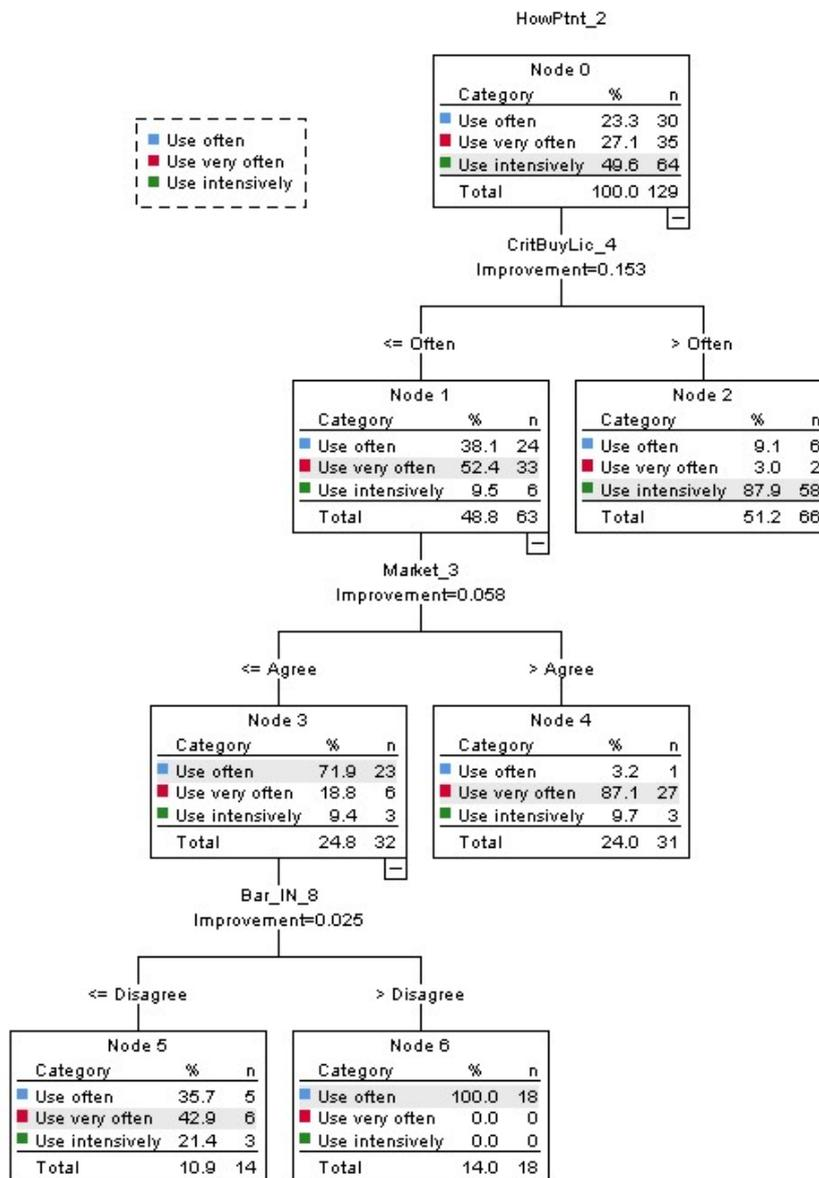 HowPtnt_2
Use often
Use very often
Use intensively
Node 0
Category % n
Use often 23.3 30
Use very often 27.1 35
Use intensively 49.6 64
Total 100.0 129
CritBuyLic_4
Improvement=0.153
<= Often
> Often
Node 1
Category % n
Use often 38.1 24
Use very often 52.4 33
Use intensively 9.5 6
Total 48.8 63
Node 2
Category % n
Use often 9.1 6
Use very often 3.0 2
Use intensively 87.9 58
Total 51.2 66
Market_3
Improvement=0.058
<= Agree
> Agree
Node 3
Category % n
Use often 71.9 23
Use very often 18.8 6
Use intensively 9.4 3
Total 24.8 32
Node 4
Category % n
Use often 3.2 1
Use very often 87.1 27
Use intensively 9.7 3
Total 24.0 31
Bar_IN_8
Improvement=0.025
<= Disagree
> Disagree
Node 5
Category % n
Use often 35.7 5
Use very often 42.9 6
Use intensively 21.4 3
Total 10.9 14
Node 6
Category % n
Use often 100.0 18
Use very often 0.0 0
Use intensively 0.0 0
Total 14.0 18